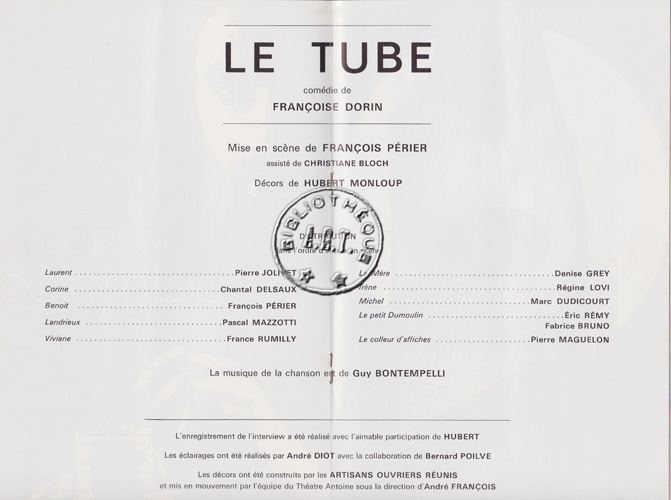 LE TUBE
comédie de
FRANÇOISE DORIN
Mise en scène de FRANÇOIS PÉRIER
assisté de CHRISTIANE BLOCH
Décors de HUBERT MONLOUP
BIBLIOTHÈQUE
A.R.T.
Laurent Pierre JOLIVET
Corine Chantal DELSAUX
Benoit François PÉRIER
Landrieux Pascal MAZZOTTI
Viviane France RUMILLY
La Mère Denise GREY
Irène Régine LOVI
Michel Marc DUDICOURT
Le petit Dumoulin Éric RÉMY
Fabrice BRUNO
Le colleur d'affiches Pierre MAGUELON
La musique de la chanson est de Guy BONTEMPELLI
L'enregistrement de l'interview a été réalisé avec l'aimable participation de HUBERT
Les éclairages ont été réalisés par André DIOT avec la collaboration de Bernard POILVE
Les décors ont été construits par les ARTISANS OUVRIERS RÉUNIS
et mis en mouvement par l'équipe du Théatre Antoine sous la direction d'André FRANÇOIS